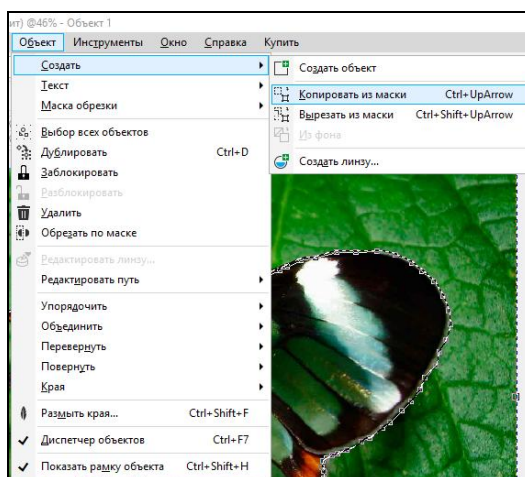 ит) @46% - Объект 1
Объект Инструменты Окно Справка Купить
Создать
Текст
Маска обрезки
Выбор всех объектов
Дублировать Ctrl+D
Заблокировать
Разблокировать
Удалить
Обрезать по маске
Редактировать линзу...
Редактировать путь
Упорядочить
Объединить
Перевернуть
Повернуть
Края
Размыть края... Ctrl+Shift+F
Диспетчер объектов Ctrl+F7
Показать рамку объекта Ctrl+Shift+H
Создать объект
Копировать из маски Ctrl+UpArrow
Вырезать из маски Ctrl+Shift+UpArrow
Из фона
Создать линзу...